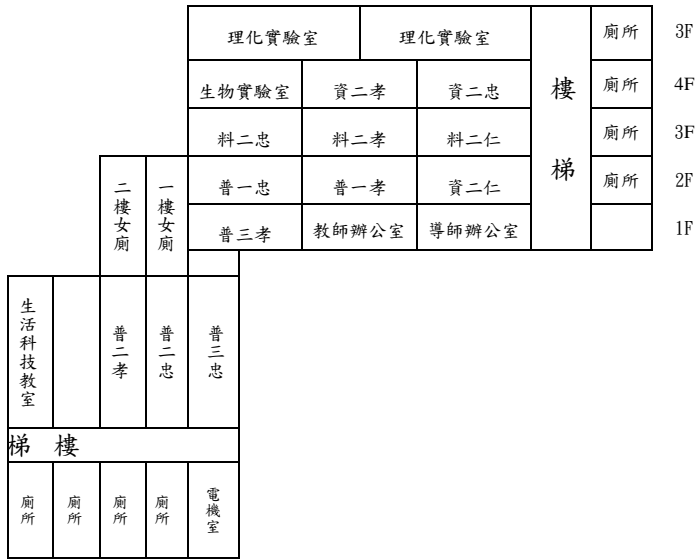 理化實驗室 理化實驗室 廁所 3F
生物實驗室 資二孝 資二忠 廁所 4F
樓梯
料二忠 料二孝 料二仁 廁所 3F
普一忠 普一孝 資二仁 廁所 2F
普三孝 教師辦公室 導師辦公室 1F
二樓女廁 一樓女廁
生活科技教室 普二孝 普二忠 普三忠
梯 樓
廁所 廁所 廁所 廁所 電機室